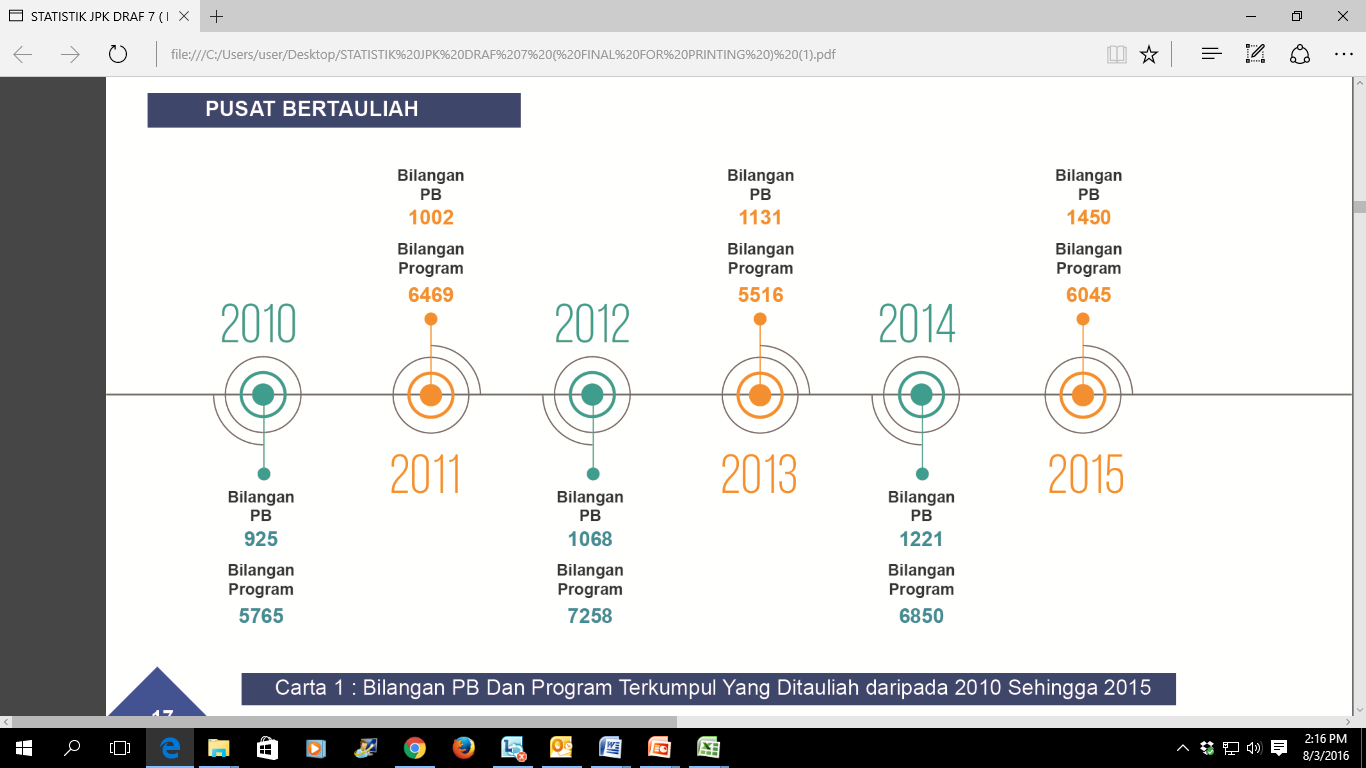 STATISTIK JPK DRAF 7 (
file:///C:/Users/user/Desktop/STATISTIK%20JPK%20DRAF%207%20(%20FINAL%20FOR%20PRINTING%20)%20(1).pdf
PUSAT BERTAULIAH
Bilangan
PB
1002
Bilangan
Program
6469
Bilangan
PB
1131
Bilangan
Program
5516
Bilangan
PB
1450
Bilangan
Program
6045
2010
2012
2014
2011
2013
2015
Bilangan
PB
925
Bilangan
Program
5765
Bilangan
PB
1068
Bilangan
Program
7258
Bilangan
PB
1221
Bilangan
Program
6850
Carta 1 : Bilangan PB Dan Program Terkumpul Yang Ditauliah daripada 2010 Sehingga 2015
17
2:16 PM
8/3/2016